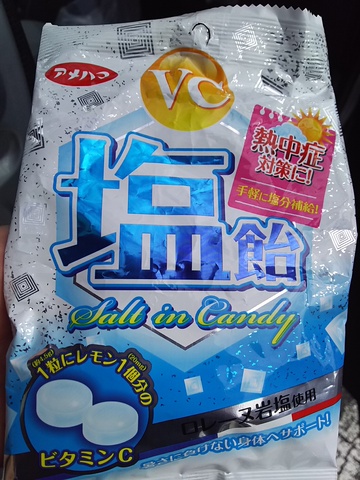 アメハマ
VC
熱中症
対策に!
手軽に塩分補給!
塩飴
Salt in Candy
1粒にレモン1個分の
ビタミンC
ロレーヌ岩塩使用
暑さに負けない身体へサポート!